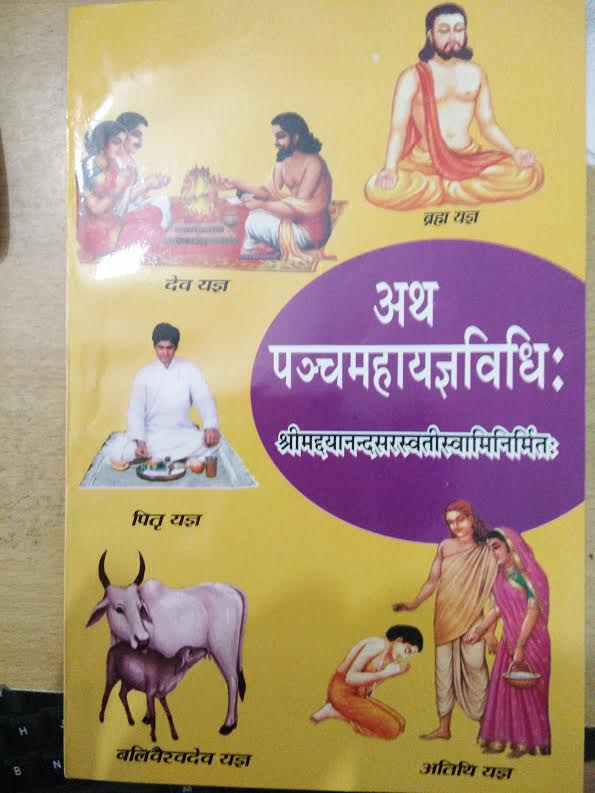 ब्रह्म यज्ञ
देव यज्ञ
अथ
पञ्चमहायज्ञविधि:
श्रीमद्दयानन्दसरस्वतीस्वामिनिर्मितः
पितृ यज्ञ
बलिवैश्वदेव यज्ञ
अतिथि यज्ञ
B
N